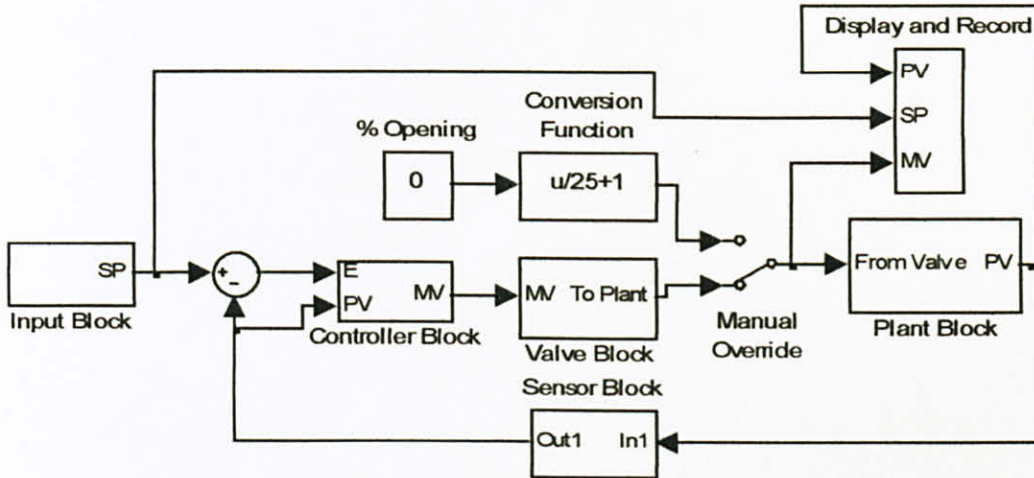 Display and Record
PV
SP
MV
Conversion
Function
% Opening
0
u/25+1
SP
Input Block
+
−
E
PV
MV
Controller Block
MV To Plant
Valve Block
Manual
Override
From Valve PV
Plant Block
Sensor Block
Out1 In1